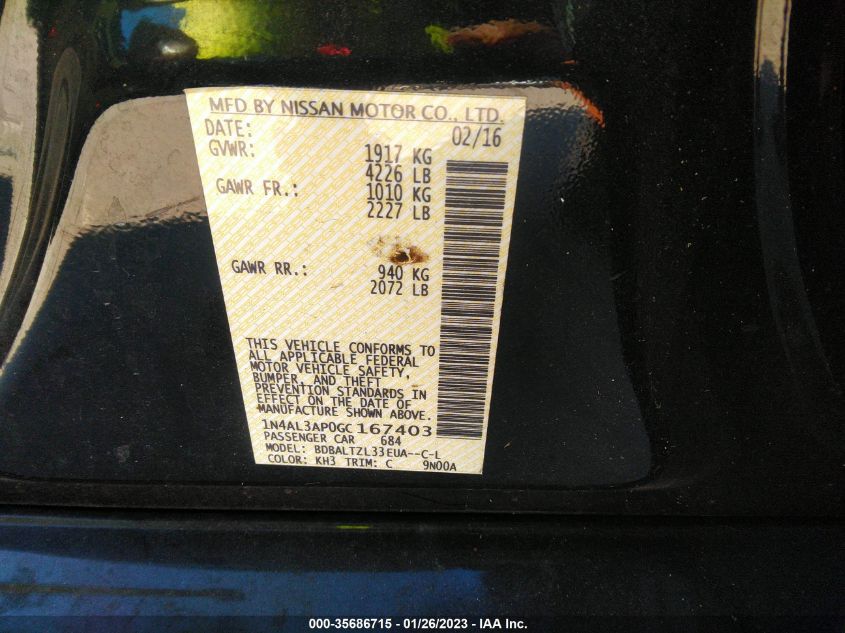 MFD BY NISSAN MOTOR CO., LTD.
DATE: 02/16
GVWR: 1917 KG
4226 LB
GAWR FR.: 1010 KG
2227 LB
GAWR RR.: 940 KG
2072 LB
THIS VEHICLE CONFORMS TO
ALL APPLICABLE FEDERAL
MOTOR VEHICLE SAFETY,
BUMPER, AND THEFT
PREVENTION STANDARDS IN
EFFECT ON THE DATE OF
MANUFACTURE SHOWN ABOVE.
1N4AL3AP0GC167403
PASSENGER CAR 684
MODEL: BDBALTZL33EUA--C-L
COLOR: KH3 TRIM: C 9N00A
000-35686715 - 01/26/2023 - IAA Inc.